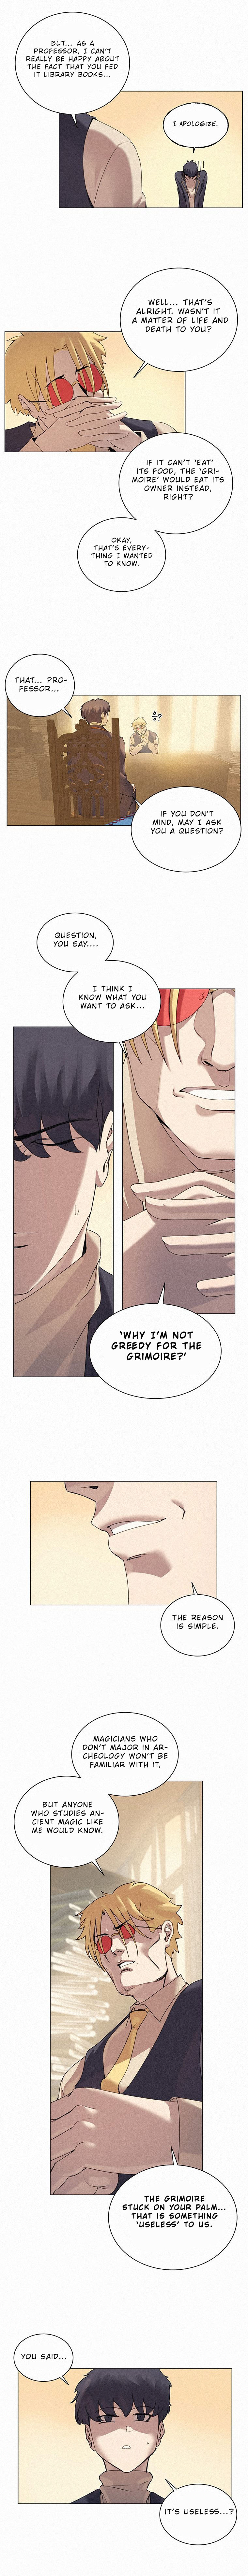 BUT... AS A
PROFESSOR, I CAN'T
REALLY BE HAPPY ABOUT
THE FACT THAT YOU FED
IT LIBRARY BOOKS...
I APOLOGIZE..
WELL... THAT'S
ALRIGHT. WASN'T IT
A MATTER OF LIFE AND
DEATH TO YOU?
IF IT CAN'T 'EAT'
ITS FOOD, THE 'GRI-
MOIRE' WOULD EAT ITS
OWNER INSTEAD,
RIGHT?
OKAY,
THAT'S EVERY-
THING I WANTED
TO KNOW.
THAT... PRO-
FESSOR...
IF YOU DON'T
MIND, MAY I ASK
YOU A QUESTION?
QUESTION,
YOU SAY....
I THINK I
KNOW WHAT YOU
WANT TO ASK...
'WHY I'M NOT
GREEDY FOR THE
GRIMOIRE?'
THE REASON
IS SIMPLE.
MAGICIANS WHO
DON'T MAJOR IN AR-
CHEOLOGY WON'T BE
FAMILIAR WITH IT,
BUT ANYONE
WHO STUDIES AN-
CIENT MAGIC LIKE
ME WOULD KNOW.
THE GRIMOIRE
STUCK ON YOUR PALM...
THAT IS SOMETHING
'USELESS' TO US.
YOU SAID...
IT'S USELESS...?